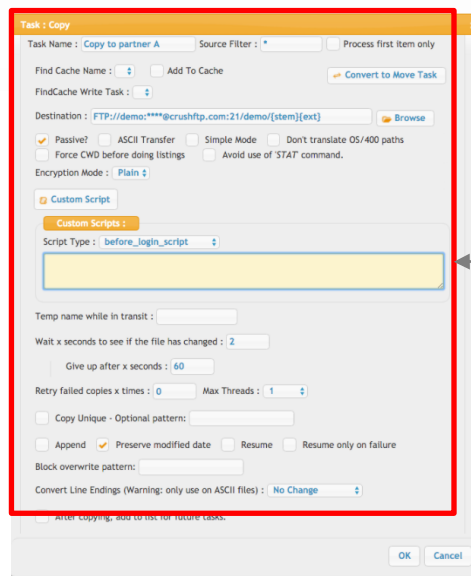 Task : Copy
Task Name : Copy to partner A Source Filter : * Process first item only
Find Cache Name : Add To Cache
Convert to Move Task
FindCache Write Task :
Destination : FTP://demo:****@crushftp.com:21/demo/{stem}{ext} Browse
Passive? ASCII Transfer Simple Mode Don't translate OS/400 paths
Force CWD before doing listings Avoid use of 'STAT' command.
Encryption Mode : Plain
Custom Script
Custom Scripts :
Script Type : before_login_script
Temp name while in transit :
Wait x seconds to see if the file has changed : 2
Give up after x seconds : 60
Retry failed copies x times : 0 Max Threads : 1
Copy Unique - Optional pattern:
Append Preserve modified date Resume Resume only on failure
Block overwrite pattern:
Convert Line Endings (Warning: only use on ASCII files) : No Change
After copying, add to list for future tasks.
OK Cancel